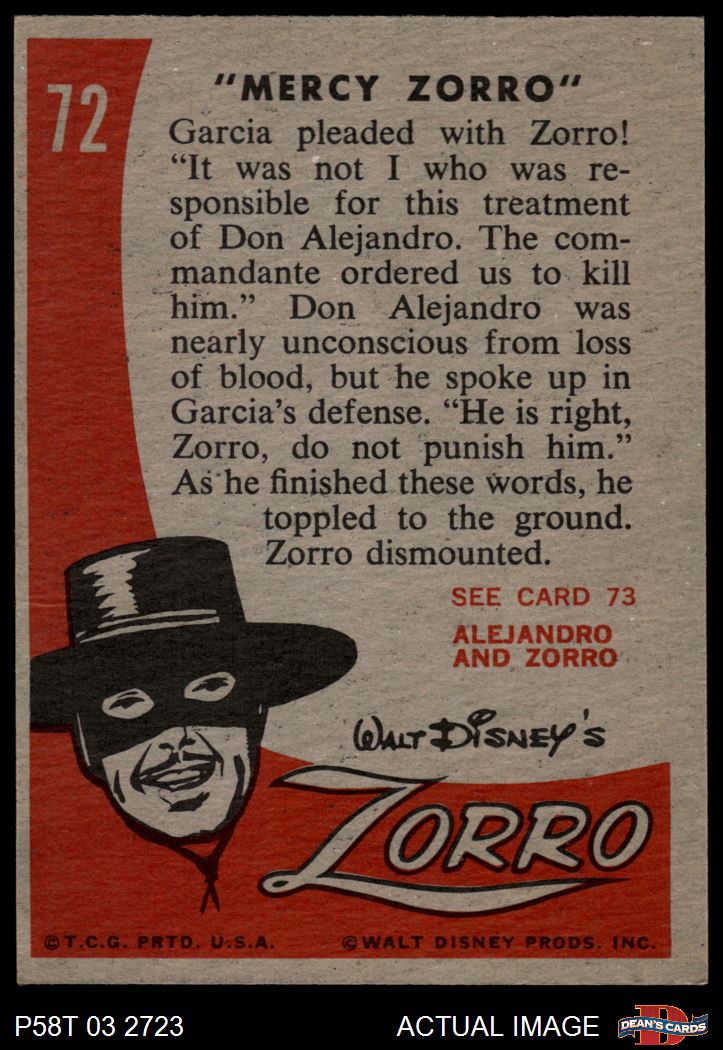 72
"MERCY ZORRO"
Garcia pleaded with Zorro!
“It was not I who was re-
sponsible for this treatment
of Don Alejandro. The com-
mandante ordered us to kill
him.” Don Alejandro was
nearly unconscious from loss
of blood, but he spoke up in
Garcia’s defense. “He is right,
Zorro, do not punish him.”
As he finished these words, he
toppled to the ground.
Zorro dismounted.
SEE CARD 73
ALEJANDRO
AND ZORRO
WALT DISNEY'S
ZORRO
© T.C.G. PRTD. U.S.A.
© WALT DISNEY PRODS. INC.
P58T 03 2723
ACTUAL IMAGE
D
DEAN'S CARDS